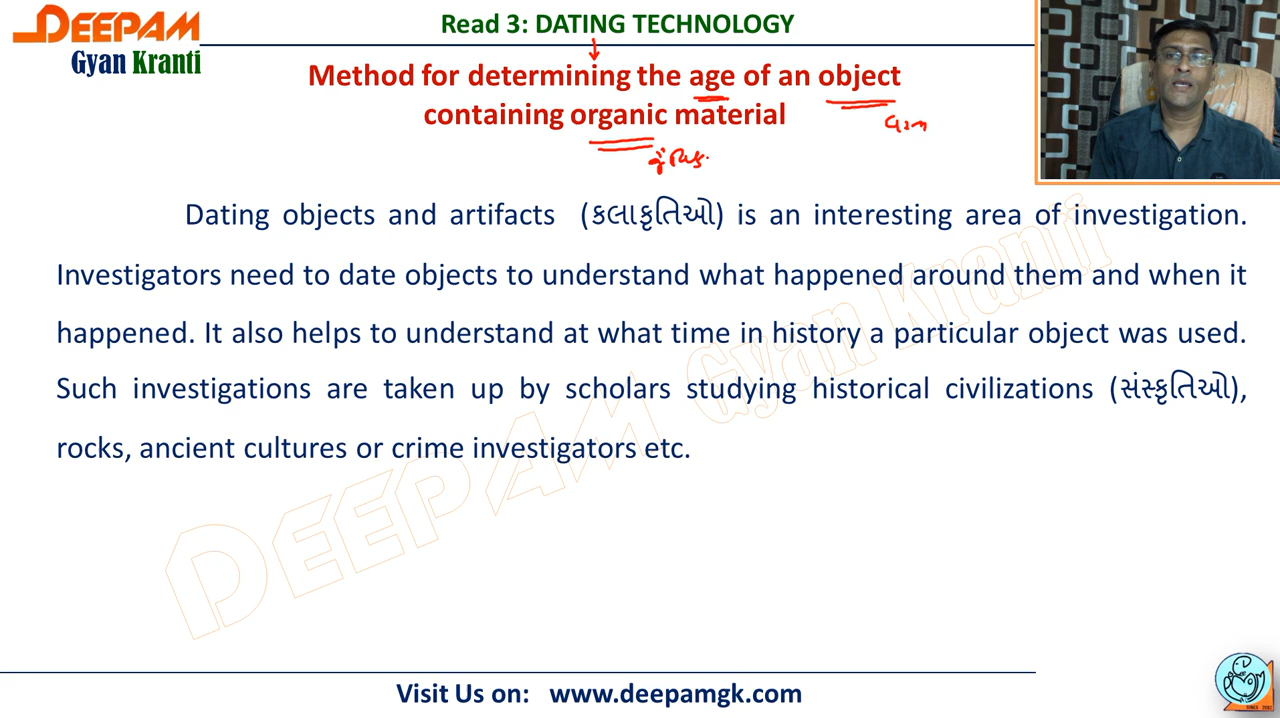 DEEPAM
Gyan Kranti
Read 3: DATING TECHNOLOGY
Method for determining the age of an object
containing organic material
Dating objects and artifacts (કલાકૃતિઓ) is an interesting area of investigation.
Investigators need to date objects to understand what happened around them and when it
happened. It also helps to understand at what time in history a particular object was used.
Such investigations are taken up by scholars studying historical civilizations (સંસ્કૃતિઓ),
rocks, ancient cultures or crime investigators etc.
DEEPAM Gyan Kranti
Visit Us on: www.deepamgk.com